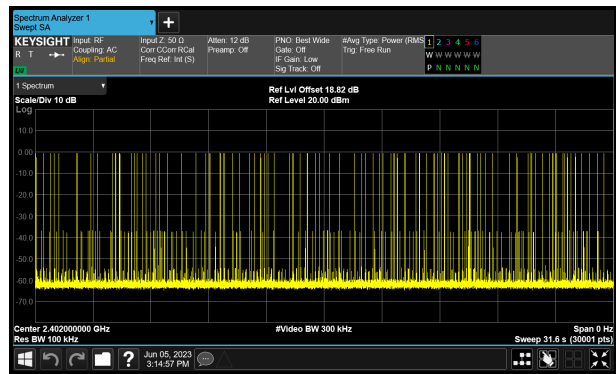 Spectrum Analyzer 1
Swept SA
+
KEYSIGHT
R T
Input: RF
Coupling: AC
Align: Partial
Input Z: 50 Ω
Corr CCorr RCal
Freq Ref: Int (S)
Atten: 12 dB
Preamp: Off
PNO: Best Wide
Gate: Off
IF Gain: Low
Sig Track: Off
#Avg Type: Power (RMS
Trig: Free Run
1 2 3 4 5 6
W W W W W W
P N N N N N
1 Spectrum
Scale/Div 10 dB
Ref Lvl Offset 18.82 dB
Ref Level 20.00 dBm
Log
10.0
0.00
-10.0
-20.0
-30.0
-40.0
-50.0
-60.0
-70.0
Center 2.402000000 GHz
Res BW 100 kHz
#Video BW 300 kHz
Span 0 Hz
Sweep 31.6 s (30001 pts)
?
Jun 05, 2023
3:14:57 PM